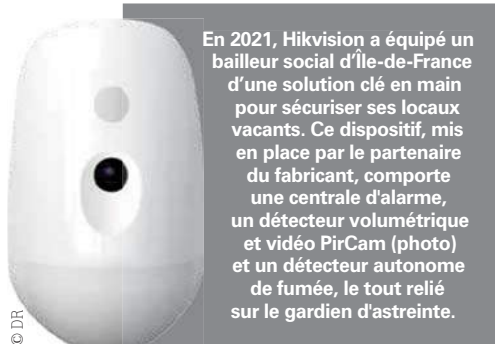 En 2021, Hikvision a équipé un
bailleur social d’Île-de-France
d’une solution clé en main
pour sécuriser ses locaux
vacants. Ce dispositif, mis
en place par le partenaire
du fabricant, comporte
une centrale d'alarme,
un détecteur volumétrique
et vidéo PirCam (photo)
et un détecteur autonome
de fumée, le tout relié
sur le gardien d'astreinte.
© DR